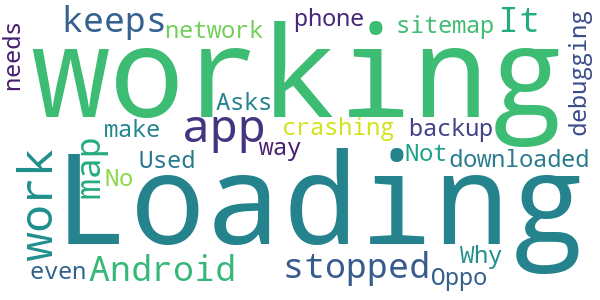 keeps
network
phone
sitemap
It
needs
working
debugging
Asks
app
make
crashing
backup
way
work
map
No
Used
Not
downloaded
Loading
even
Android
stopped
Oppo
Why